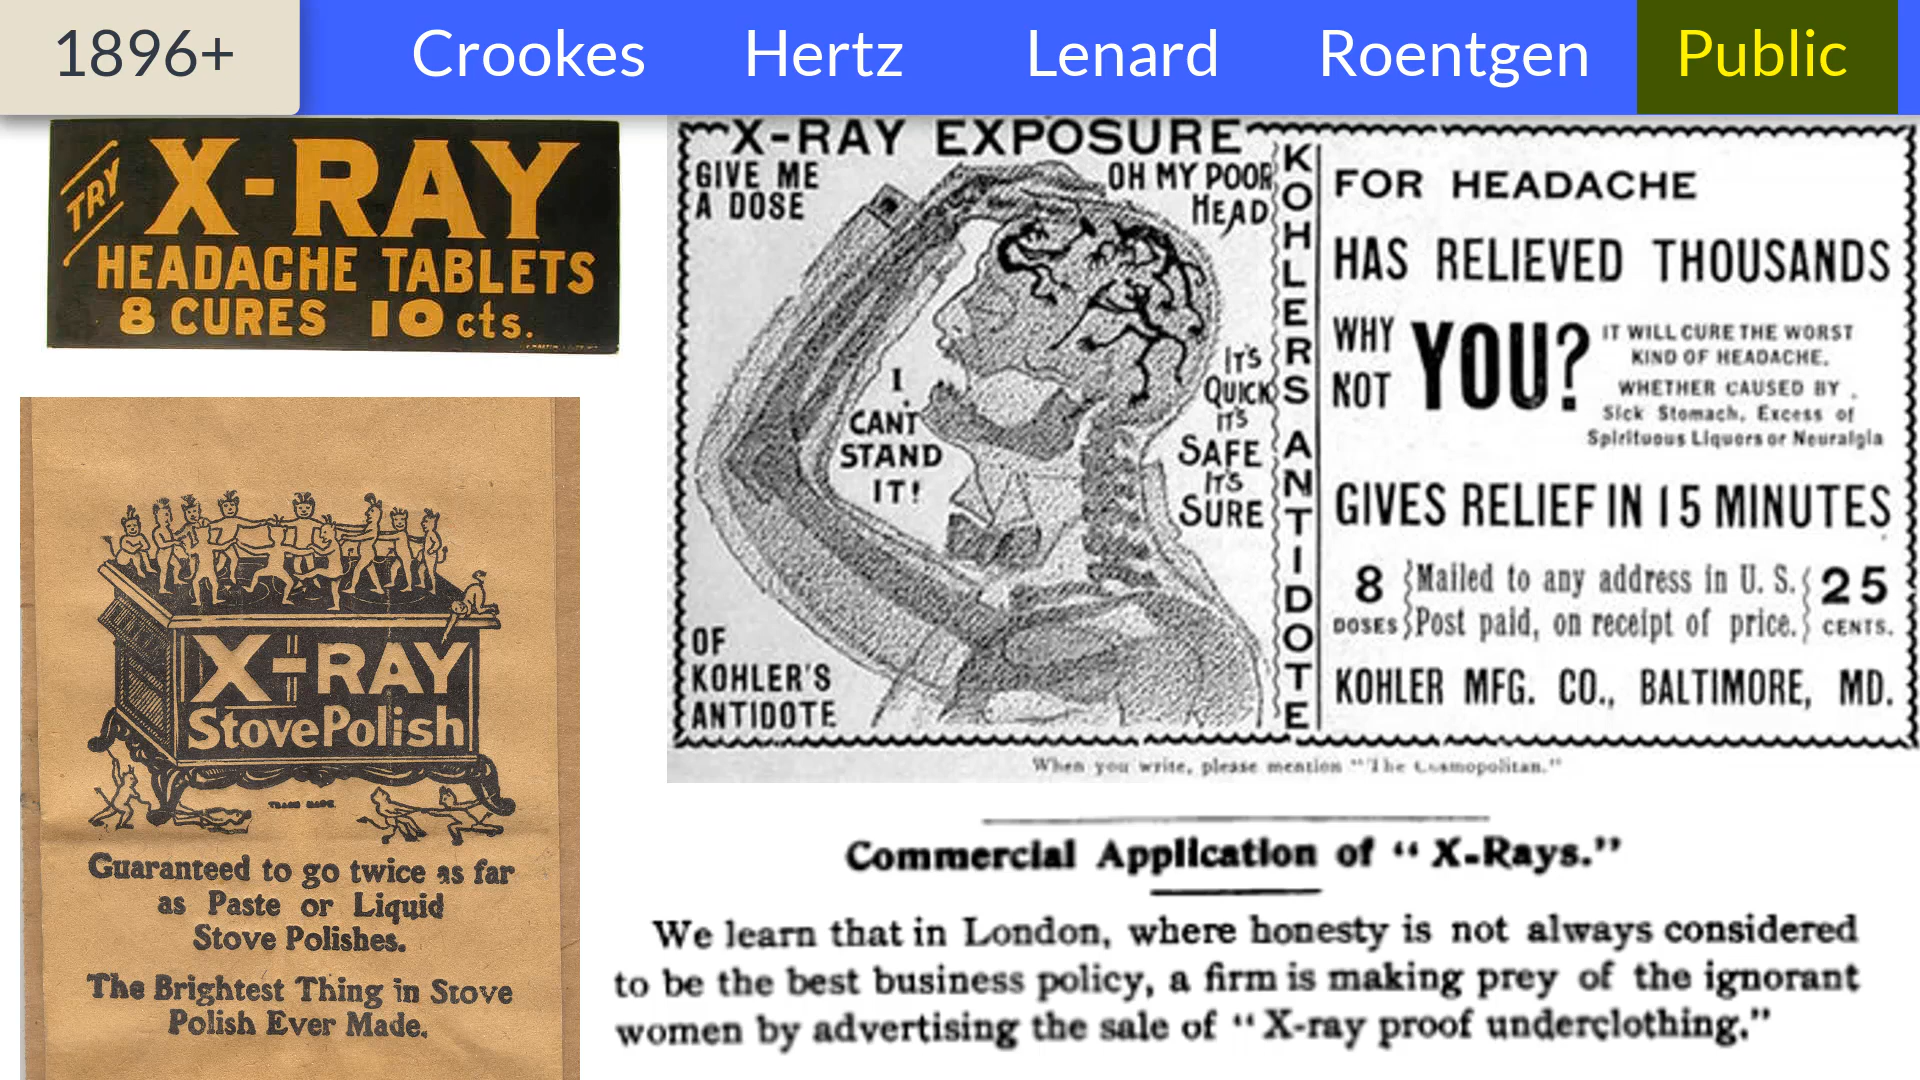 1896+
Crookes
Hertz
Lenard
Roentgen
Public
TRY
X-RAY
HEADACHE TABLETS
8 CURES 10 cts.
X-RAY
Stove Polish
TRADE MARK
Guaranteed to go twice as far
as Paste or Liquid
Stove Polishes.
The Brightest Thing in Stove
Polish Ever Made.
X-RAY EXPOSURE
GIVE ME
A DOSE
OH MY POOR
HEAD
I
CAN'T
STAND
IT!
IT'S
QUICK
IT'S
SAFE
IT'S
SURE
OF
KOHLER'S
ANTIDOTE
KOHLERS ANTIDOTE
FOR HEADACHE
HAS RELIEVED THOUSANDS
WHY
NOT
YOU?
IT WILL CURE THE WORST
KIND OF HEADACHE.
WHETHER CAUSED BY
Sick Stomach, Excess of
Spirituous Liquors or Neuralgia
GIVES RELIEF IN 15 MINUTES
8
DOSES
Mailed to any address in U. S.
Post paid, on receipt of price.
25
CENTS.
KOHLER MFG. CO., BALTIMORE, MD.
When you write, please mention "The Cosmopolitan."
Commercial Application of "X-Rays."
We learn that in London, where honesty is not always considered
to be the best business policy, a firm is making prey of the ignorant
women by advertising the sale of "X-ray proof underclothing."